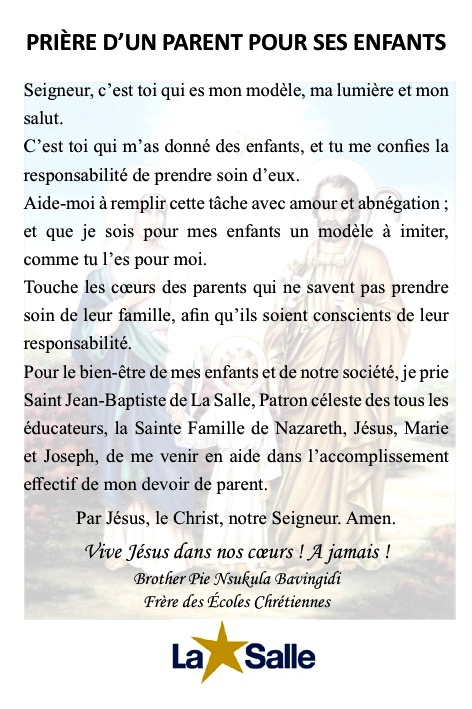 PRIÈRE D’UN PARENT POUR SES ENFANTS
Seigneur, c’est toi qui es mon modèle, ma lumière et mon
salut.
C’est toi qui m’as donné des enfants, et tu me confies la
responsabilité de prendre soin d’eux.
Aide-moi à remplir cette tâche avec amour et abnégation ;
et que je sois pour mes enfants un modèle à imiter,
comme tu l’es pour moi.
Touche les cœurs des parents qui ne savent pas prendre
soin de leur famille, afin qu’ils soient conscients de leur
responsabilité.
Pour le bien-être de mes enfants et de notre société, je prie
Saint Jean-Baptiste de La Salle, Patron céleste des tous les
éducateurs, la Sainte Famille de Nazareth, Jésus, Marie
et Joseph, de me venir en aide dans l’accomplissement
effectif de mon devoir de parent.
Par Jésus, le Christ, notre Seigneur. Amen.
Vive Jésus dans nos cœurs ! A jamais !
Brother Pie Nsukula Bavingidi
Frère des Écoles Chrétiennes
La Salle